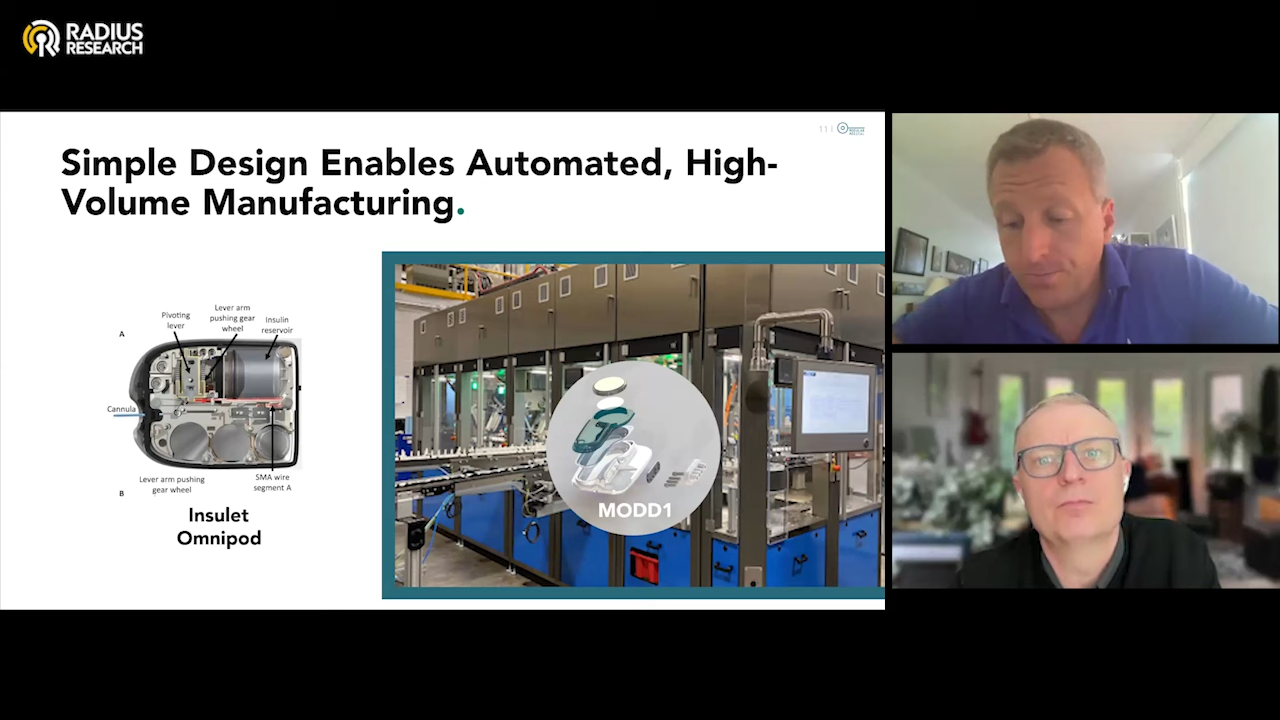 RADIUS
RESEARCH
11 |
Simple Design Enables Automated, High-
Volume Manufacturing.
A
Pivoting
lever
Lever arm
pushing gear
wheel
Insulin
reservoir
Cannula
Lever arm pushing
gear wheel
SMA wire
segment A
B
Insulet
Omnipod
MODD1